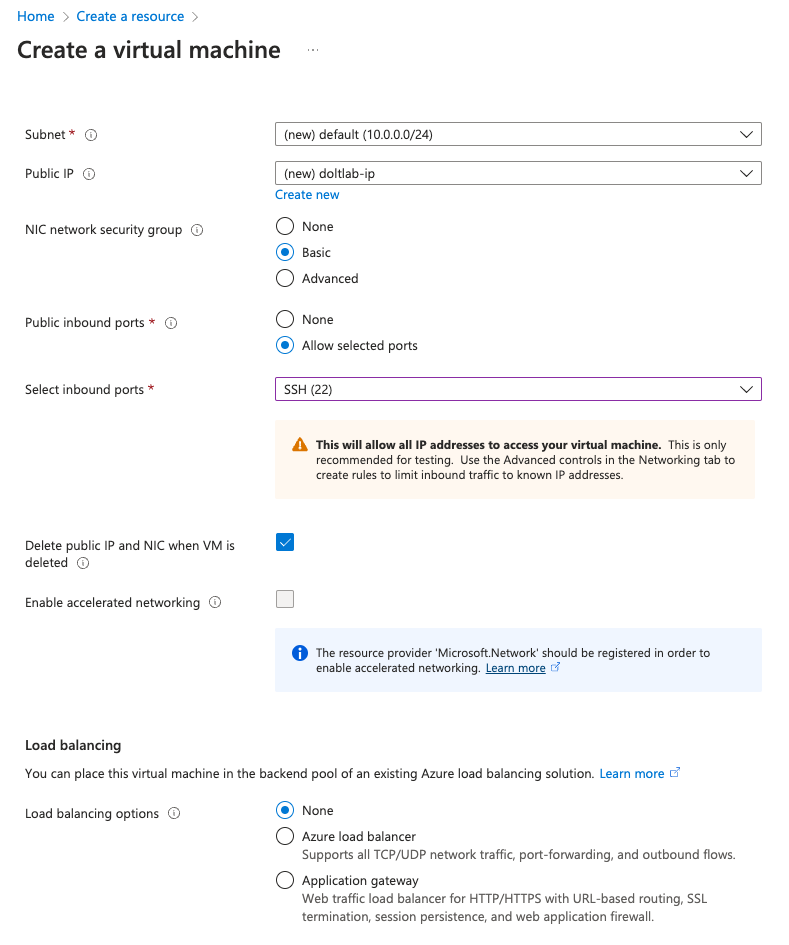 Home > Create a resource >
Create a virtual machine ...
Subnet *
(new) default (10.0.0.0/24)
Public IP
(new) doltlab-ip
Create new
NIC network security group
None
Basic
Advanced
Public inbound ports *
None
Allow selected ports
Select inbound ports *
SSH (22)
This will allow all IP addresses to access your virtual machine. This is only
recommended for testing. Use the Advanced controls in the Networking tab to
create rules to limit inbound traffic to known IP addresses.
Delete public IP and NIC when VM is
deleted
Enable accelerated networking
The resource provider 'Microsoft.Network' should be registered in order to
enable accelerated networking. Learn more
Load balancing
You can place this virtual machine in the backend pool of an existing Azure load balancing solution. Learn more
Load balancing options
None
Azure load balancer
Supports all TCP/UDP network traffic, port-forwarding, and outbound flows.
Application gateway
Web traffic load balancer for HTTP/HTTPS with URL-based routing, SSL
termination, session persistence, and web application firewall.